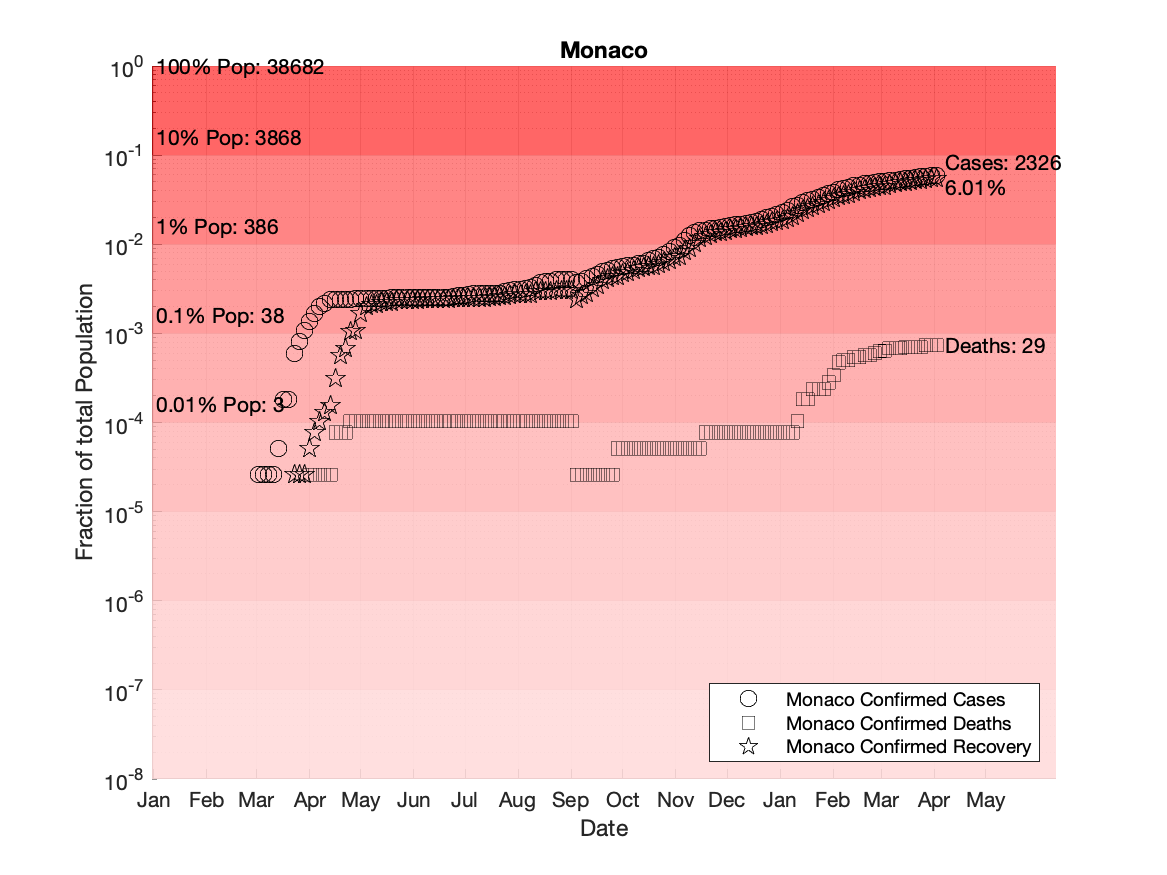 Monaco
10^0
100% Pop: 38682
10% Pop: 3868
10^-1
Cases: 2326
6.01%
1% Pop: 386
10^-2
0.1% Pop: 38
10^-3
Deaths: 29
0.01% Pop: 3
10^-4
10^-5
10^-6
10^-7
10^-8
Fraction of total Population
Monaco Confirmed Cases
Monaco Confirmed Deaths
Monaco Confirmed Recovery
Jan Feb Mar Apr May Jun Jul Aug Sep Oct Nov Dec Jan Feb Mar Apr May
Date